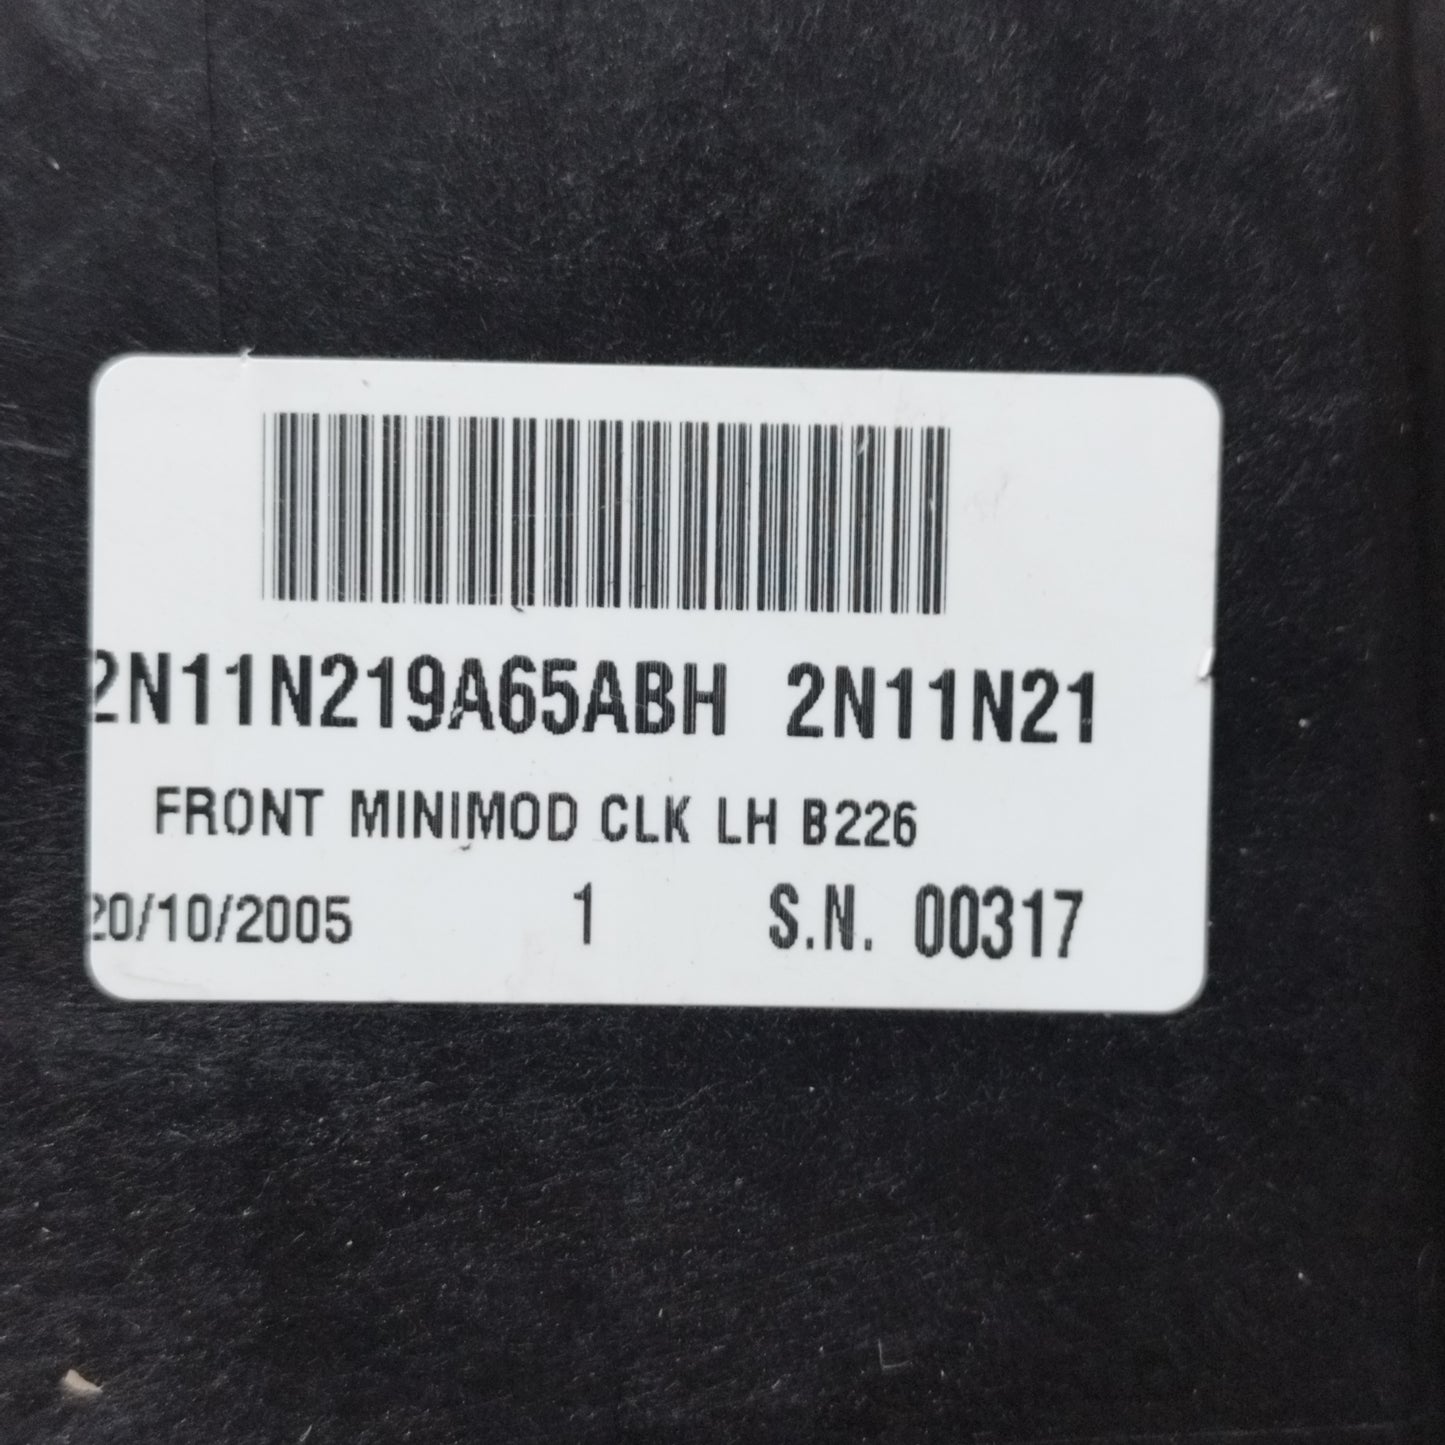 2N11N219A65ABH 2N11N21
FRONT MINIMOD CLK LH B226
20/10/2005 1 S.N. 00317